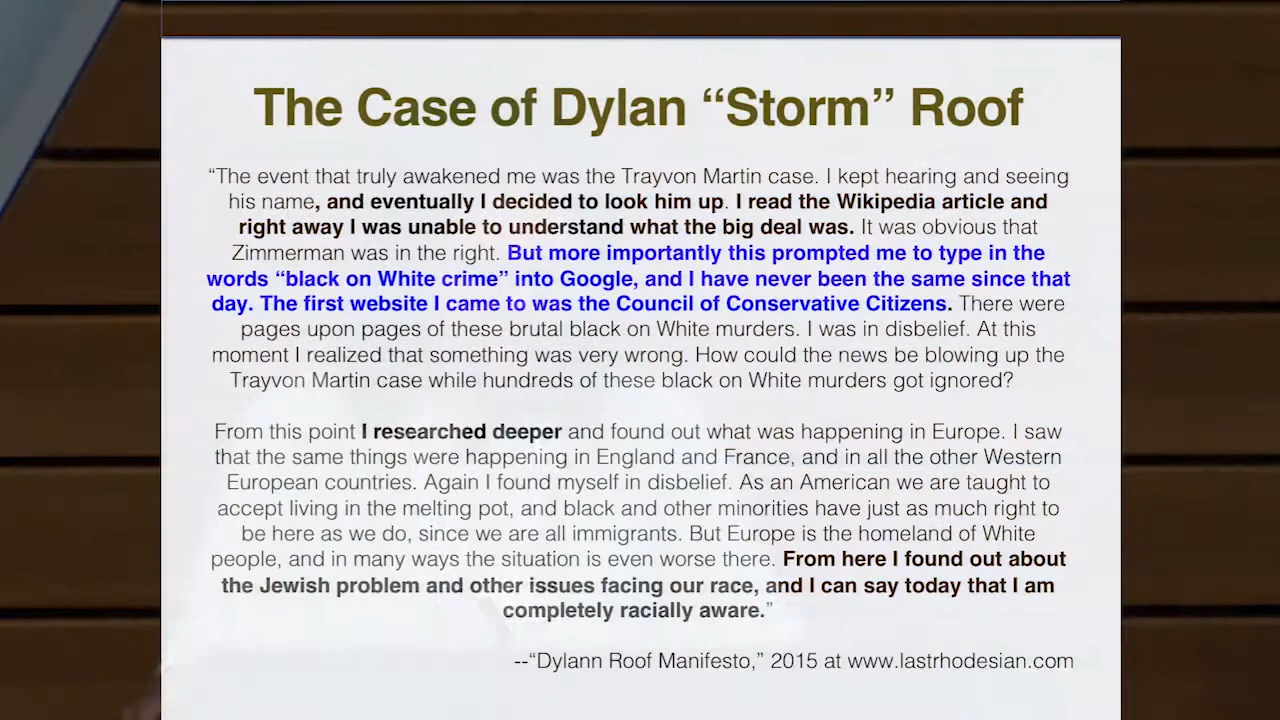 The Case of Dylan “Storm” Roof
“The event that truly awakened me was the Trayvon Martin case. I kept hearing and seeing
his name, and eventually I decided to look him up. I read the Wikipedia article and
right away I was unable to understand what the big deal was. It was obvious that
Zimmerman was in the right. But more importantly this prompted me to type in the
words “black on White crime” into Google, and I have never been the same since that
day. The first website I came to was the Council of Conservative Citizens. There were
pages upon pages of these brutal black on White murders. I was in disbelief. At this
moment I realized that something was very wrong. How could the news be blowing up the
Trayvon Martin case while hundreds of these black on White murders got ignored?
From this point I researched deeper and found out what was happening in Europe. I saw
that the same things were happening in England and France, and in all the other Western
European countries. Again I found myself in disbelief. As an American we are taught to
accept living in the melting pot, and black and other minorities have just as much right to
be here as we do, since we are all immigrants. But Europe is the homeland of White
people, and in many ways the situation is even worse there. From here I found out about
the Jewish problem and other issues facing our race, and I can say today that I am
completely racially aware.”
--“Dylann Roof Manifesto,” 2015 at www.lastrhodesian.com